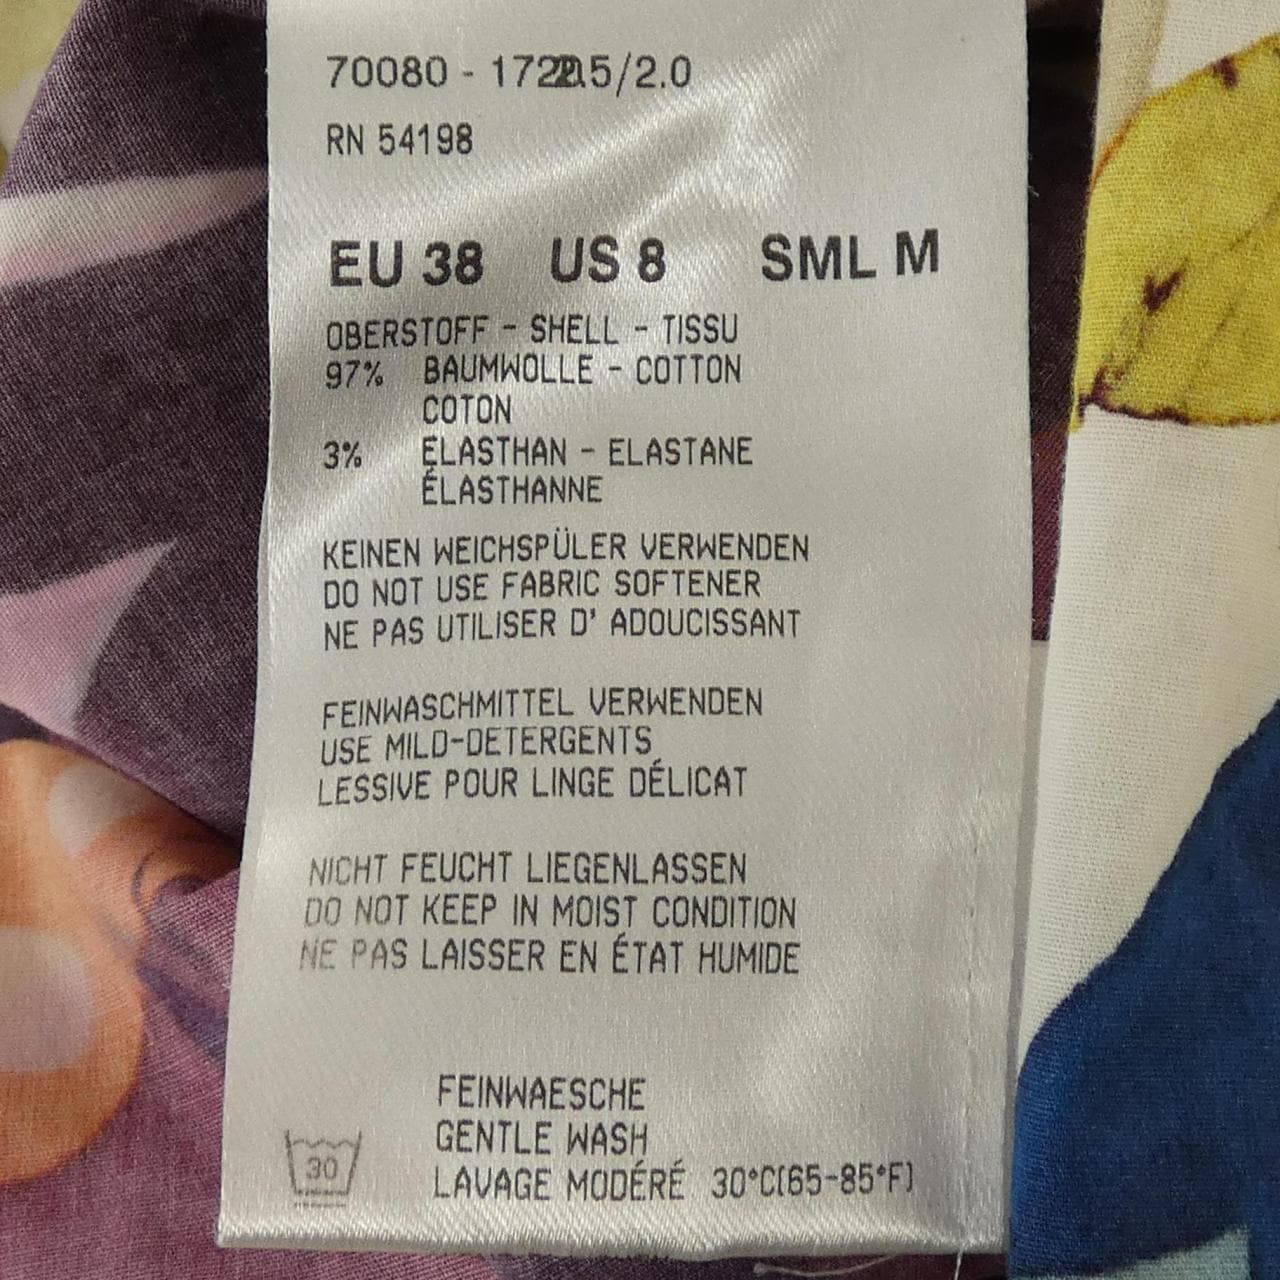 70080 - 172 /2.0
RN 54198
EU 38 US 8 SML M
OBERSTOFF - SHELL - TISSU
97% BAUMWOLLE - COTTON
COTON
3% ELASTHAN - ELASTANE
ÉLASTHANNE
KEINEN WEICHSPÜLER VERWENDEN
DO NOT USE FABRIC SOFTENER
NE PAS UTILISER D' ADOUCISSANT
FEINWASCHMITTEL VERWENDEN
USE MILD-DETERGENTS
LESSIVE POUR LINGE DÉLICAT
NICHT FEUCHT LIEGENLASSEN
DO NOT KEEP IN MOIST CONDITION
NE PAS LAISSER EN ÉTAT HUMIDE
FEINWAESCHE
GENTLE WASH
30 LAVAGE MODÉRÉ 30°C(65-85°F)